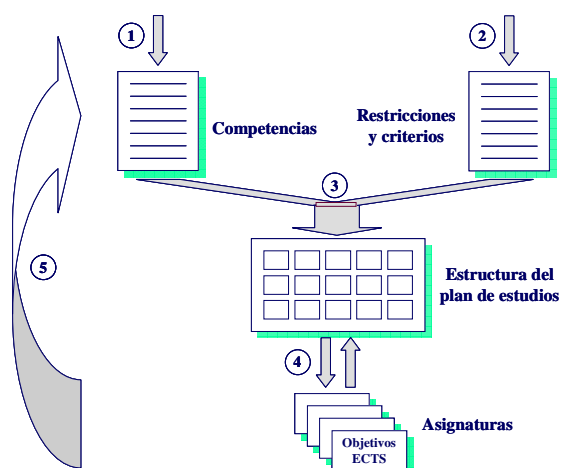 1
2
Competencias
Restricciones
y criterios
3
5
Estructura del
plan de estudios
4
Asignaturas
Objetivos
ECTS